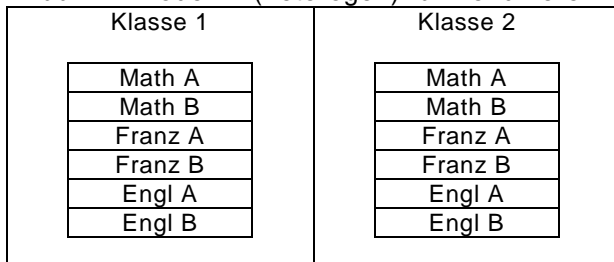 Klasse 1
Math A
Math B
Franz A
Franz B
Engl A
Engl B
Klasse 2
Math A
Math B
Franz A
Franz B
Engl A
Engl B